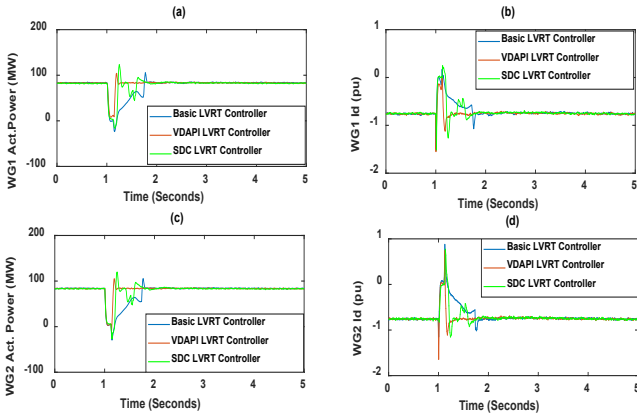 (a)
200
100
0
-100
0
1
2
3
4
5
WG1 Act.Power (MW)
Time (Seconds)
Basic LVRT Controller
VDAPI LVRT Controller
SDC LVRT Controller
(b)
1
0
-1
-2
0
1
2
3
4
5
WG1 Id (pu)
Time (Seconds)
Basic LVRT Controller
VDAPI LVRT Controller
SDC LVRT Controller
(c)
200
100
0
-100
0
1
2
3
4
5
WG2 Act. Power (MW)
Time (Seconds)
Basic LVRT Controller
VDAPI LVRT Controller
SDC LVRT Controller
(d)
1
0
-1
-2
0
1
2
3
4
5
WG2 Id (pu)
Time (Seconds)
Basic LVRT Controller
VDAPI LVRT Controller
SDC LVRT Controller